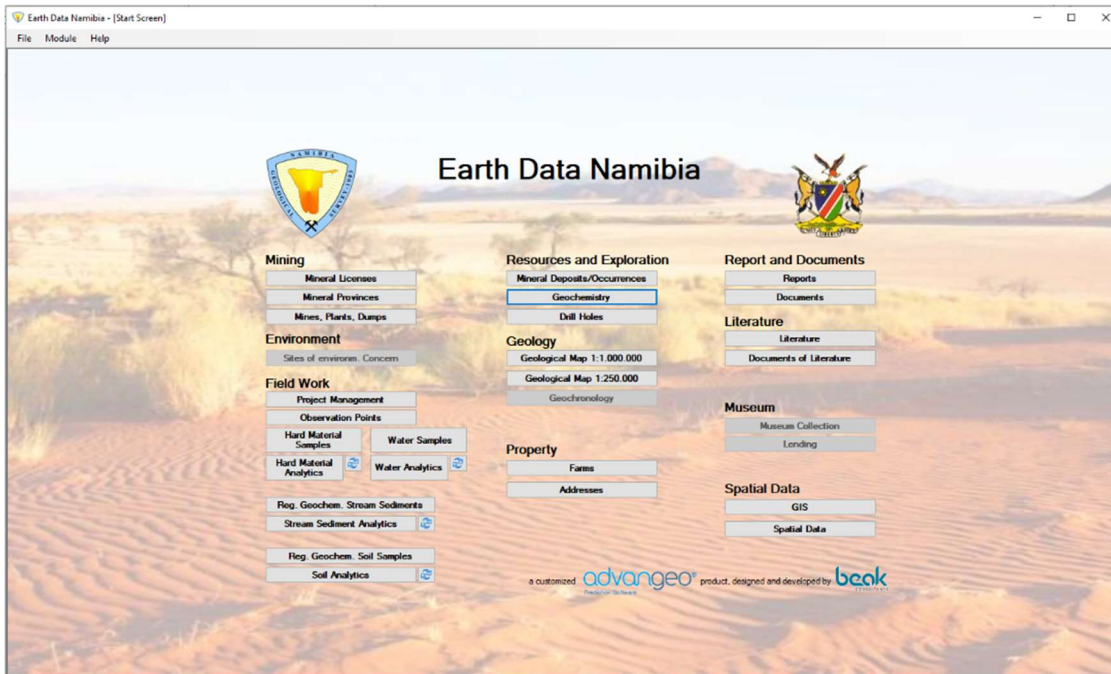 Earth Data Namibia - [Start Screen]
File Module Help
Earth Data Namibia
NAMIBIA
GEOLOGICAL
Mining
Mineral Licenses
Mineral Provinces
Mines, Plants, Dumps
Environment
Sites of environm. Concern
Field Work
Project Management
Observation Points
Hard Material
Samples
Water Samples
Hard Material
Analytics
Water Analytics
Reg. Geochem. Stream Sediments
Stream Sediment Analytics
Reg. Geochem. Soil Samples
Soil Analytics
Resources and Exploration
Mineral Deposits/Occurrences
Geochemistry
Drill Holes
Geology
Geological Map 1:1.000.000
Geological Map 1:250.000
Geochronology
Property
Farms
Addresses
Report and Documents
Reports
Documents
Literature
Literature
Documents of Literature
Museum
Museum Collection
Lending
Spatial Data
GIS
Spatial Data
a customized advangeo® product, designed and developed by beak
Prediction Software